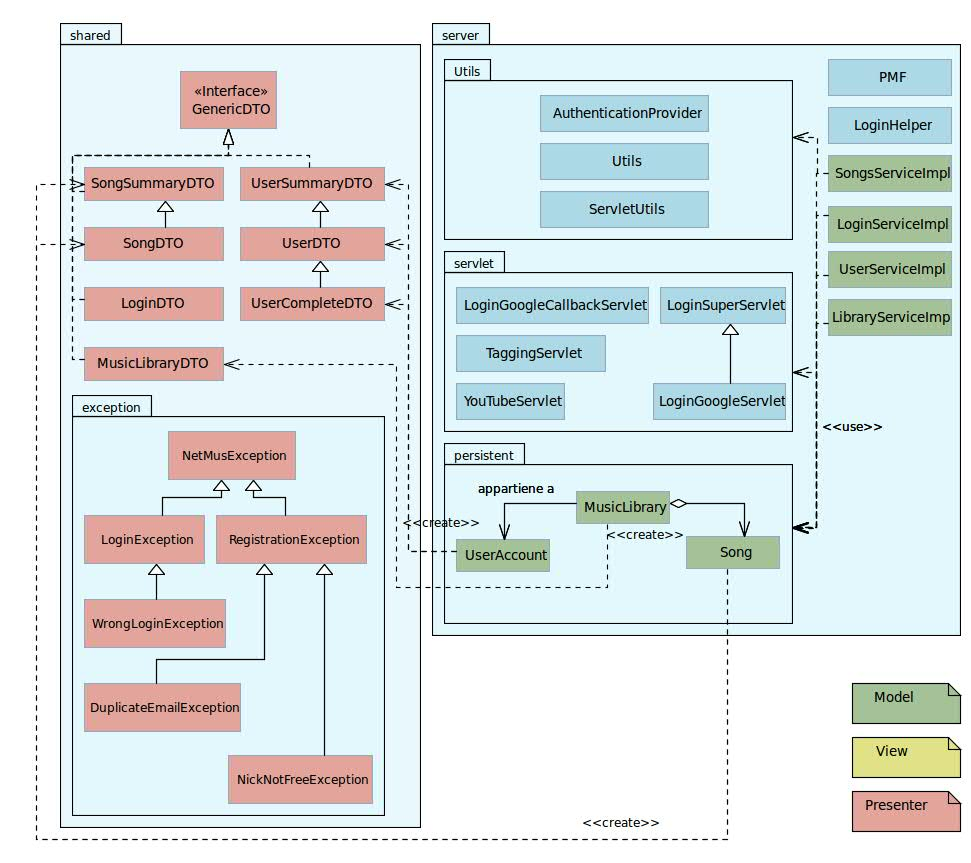 shared
«Interface»
GenericDTO
SongSummaryDTO
UserSummaryDTO
SongDTO
UserDTO
LoginDTO
UserCompleteDTO
MusicLibraryDTO
exception
NetMusException
LoginException
RegistrationException
WrongLoginException
DuplicateEmailException
NickNotFreeException
server
Utils
AuthenticationProvider
Utils
ServletUtils
PMF
LoginHelper
SongsServiceImpl
LoginServiceImpl
UserServiceImpl
LibraryServiceImp
servlet
LoginGoogleCallbackServlet
LoginSuperServlet
TaggingServlet
YouTubeServlet
LoginGoogleServlet
<<use>>
persistent
appartiene a
MusicLibrary
<<create>>
<<create>>
UserAccount
Song
<<create>>
Model
View
Presenter